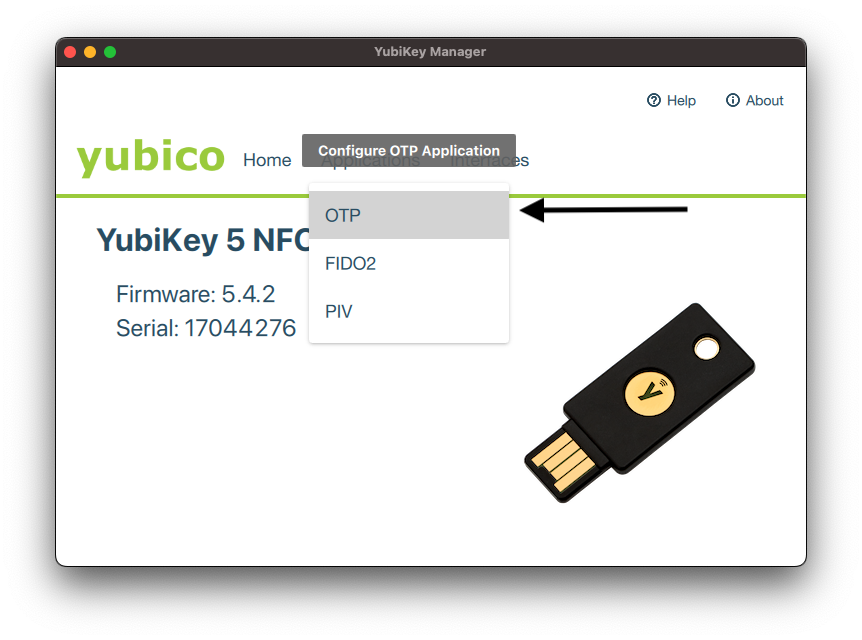 YubiKey Manager
Help
About
yubico
Home
Configure OTP Application
Applications
Interfaces
OTP
YubiKey 5 NFC
FIDO2
Firmware: 5.4.2
PIV
Serial: 17044276